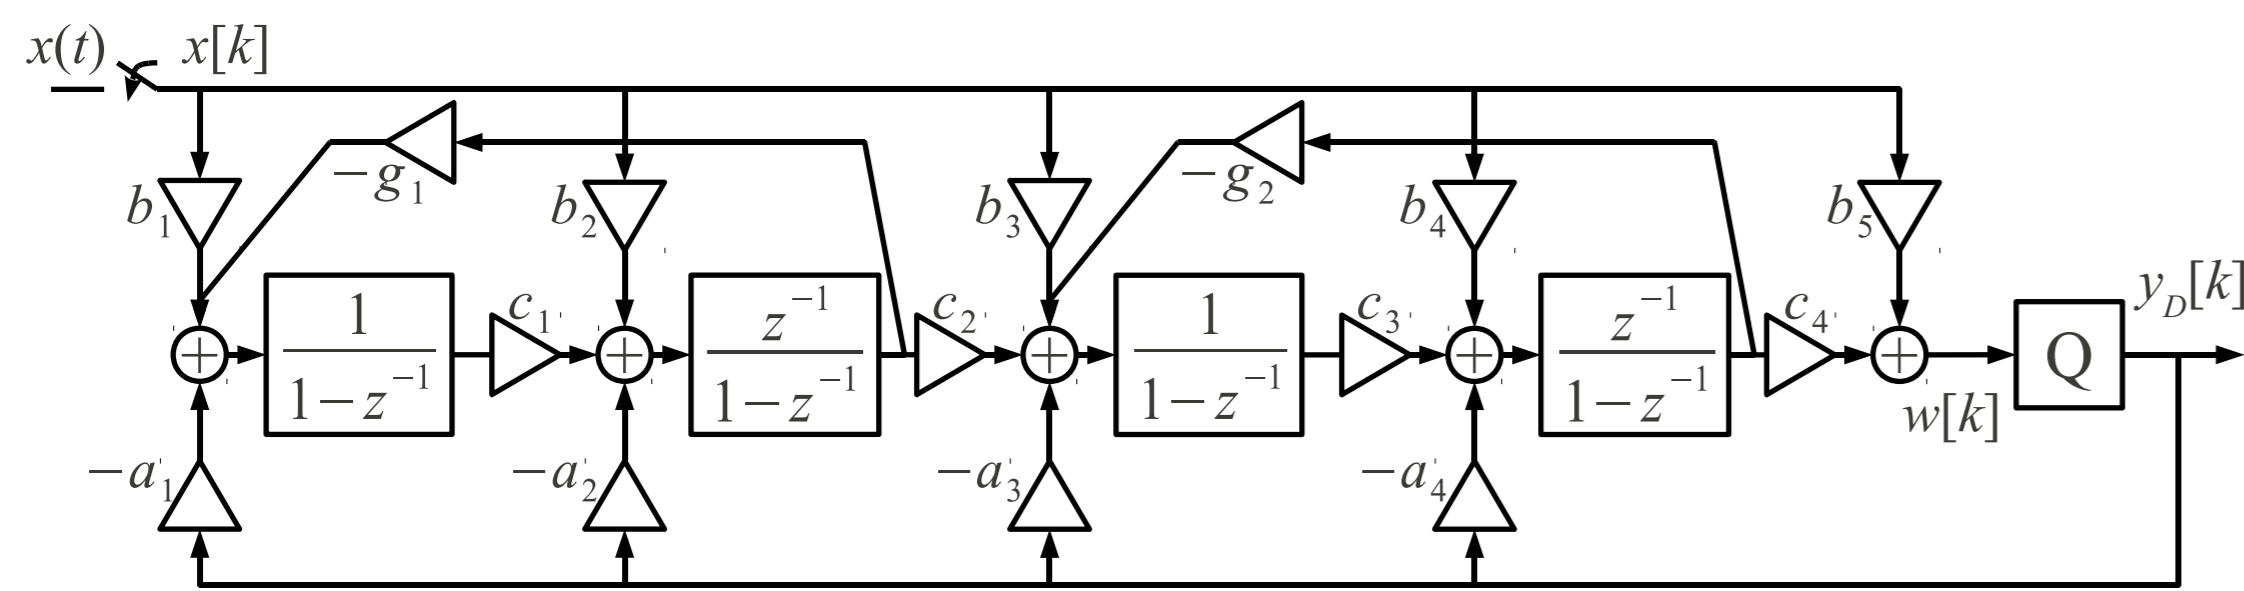 x(t) x[k]
−g₁ −g₂
b₁ b₂ b₃ b₄ b₅
c₁ c₂ c₃ c₄
1 z⁻¹ 1 z⁻¹ y_D[k]
Q
1−z⁻¹ 1−z⁻¹ 1−z⁻¹ 1−z⁻¹
w[k]
−a₁ −a₂ −a₃ −a₄